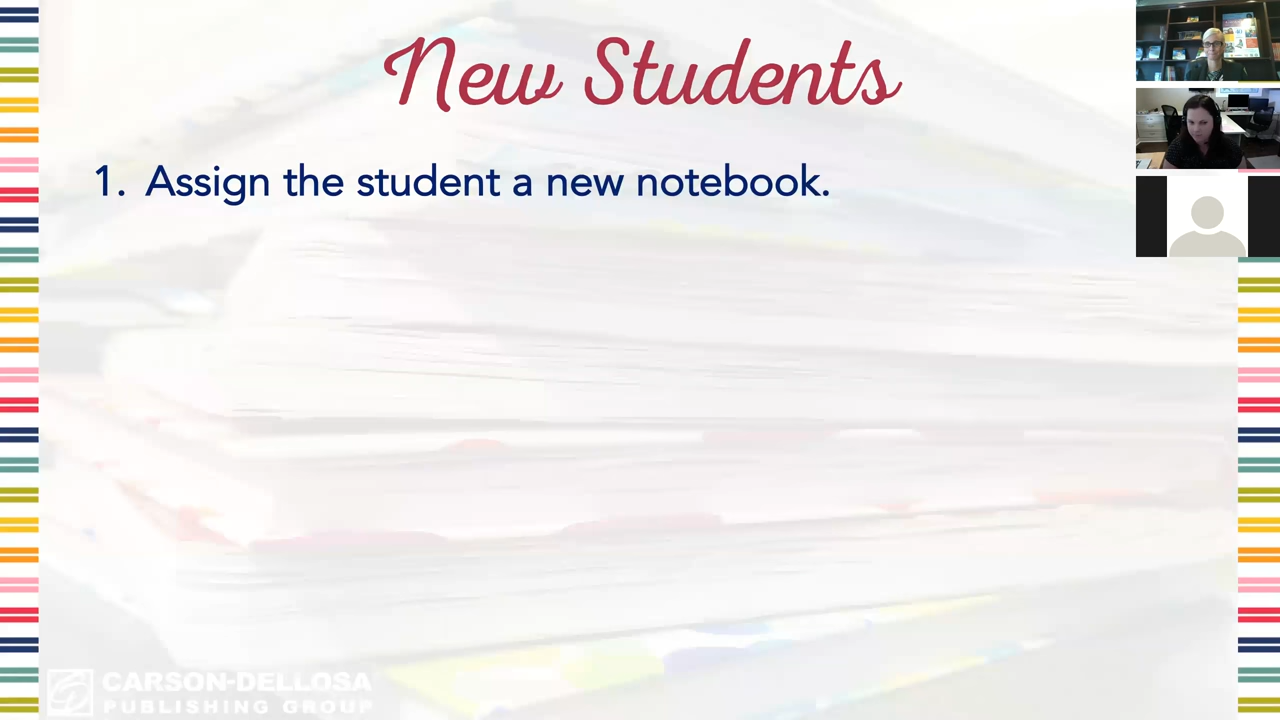 New Students
1. Assign the student a new notebook.
CARSON-DELLOSA
PUBLISHING GROUP